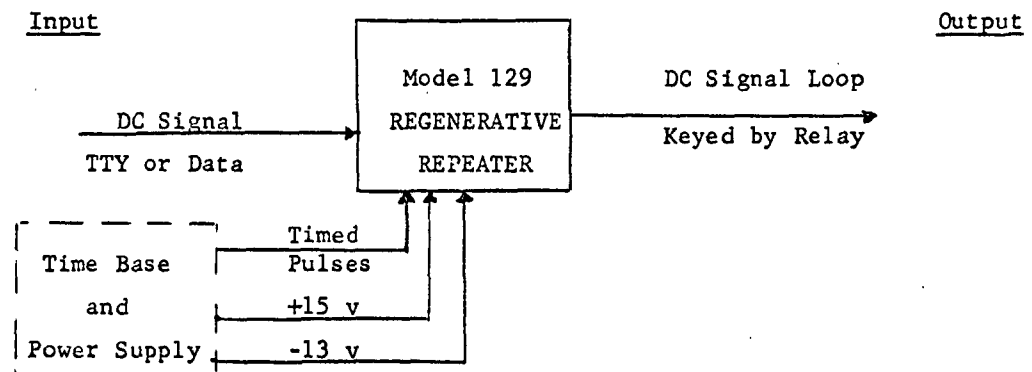 Input
Output
Model 129
REGENERATIVE
REPEATER
DC Signal
TTY or Data
DC Signal Loop
Keyed by Relay
Timed
Pulses
+15 v
-13 v
Time Base
and
Power Supply